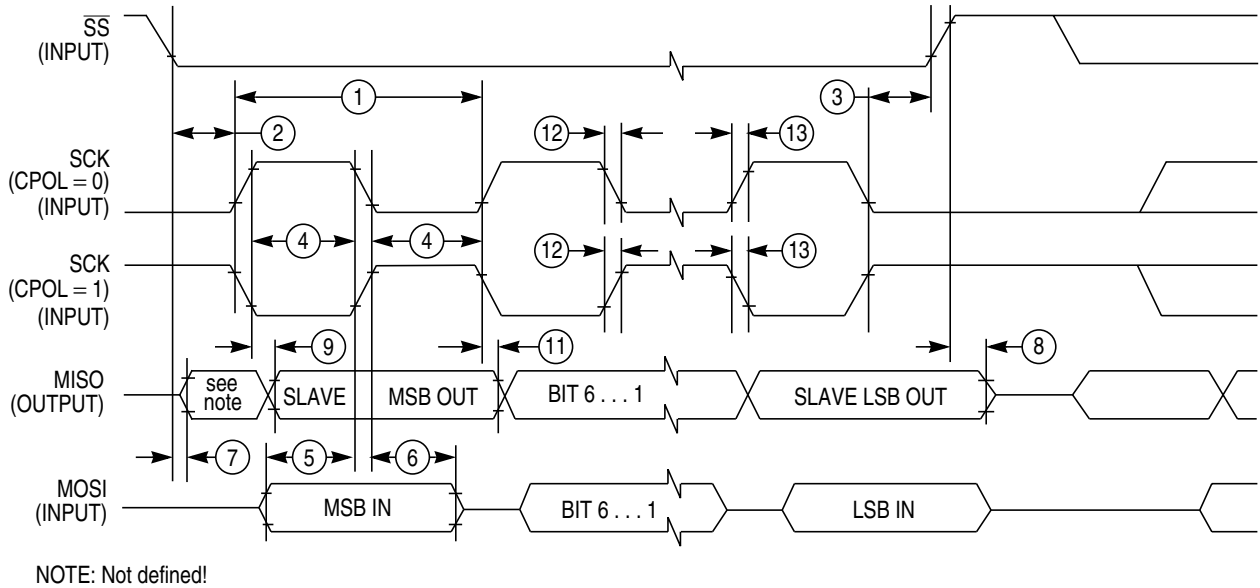 SS
(INPUT)
1
3
2
12
13
SCK
(CPOL = 0)
(INPUT)
4
4
12
13
SCK
(CPOL = 1)
(INPUT)
9
11
8
MISO
(OUTPUT)
see
note
SLAVE
MSB OUT
BIT 6 . . . 1
SLAVE LSB OUT
7
5
6
MOSI
(INPUT)
MSB IN
BIT 6 . . . 1
LSB IN
NOTE: Not defined!